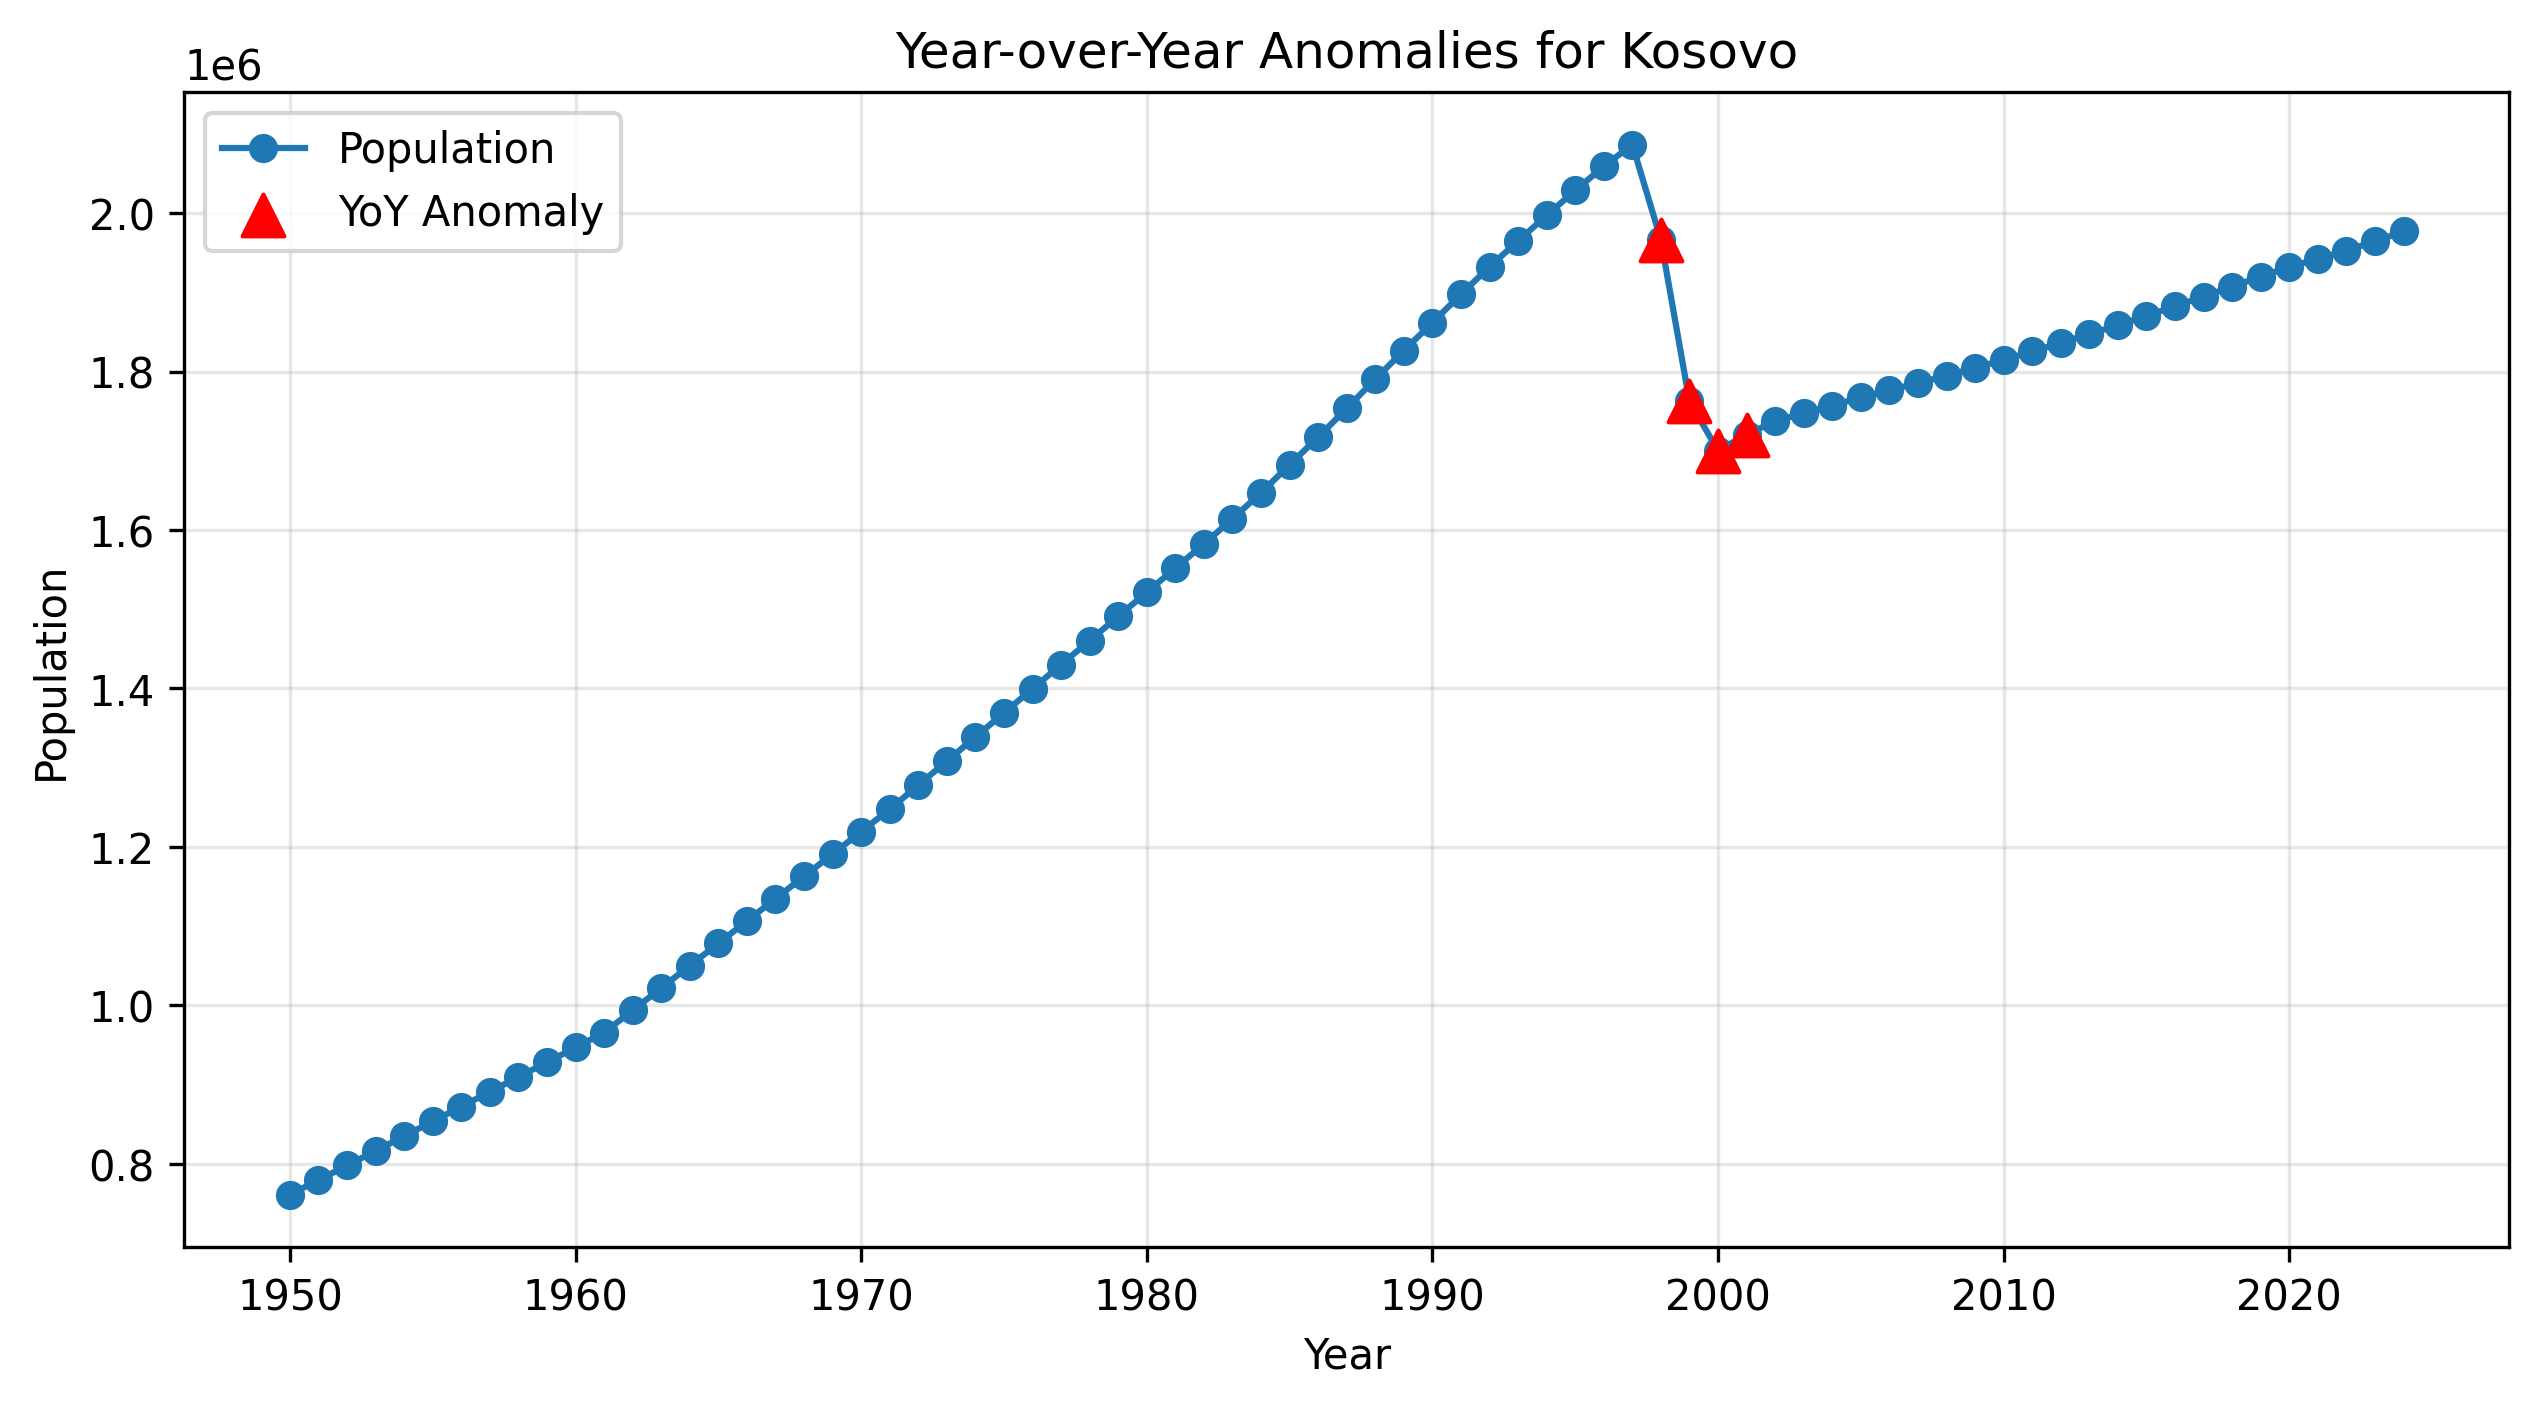 Year-over-Year Anomalies for Kosovo
1e6
Population
YoY Anomaly
2.0
1.8
1.6
1.4
1.2
1.0
0.8
Population
1950 1960 1970 1980 1990 2000 2010 2020
Year